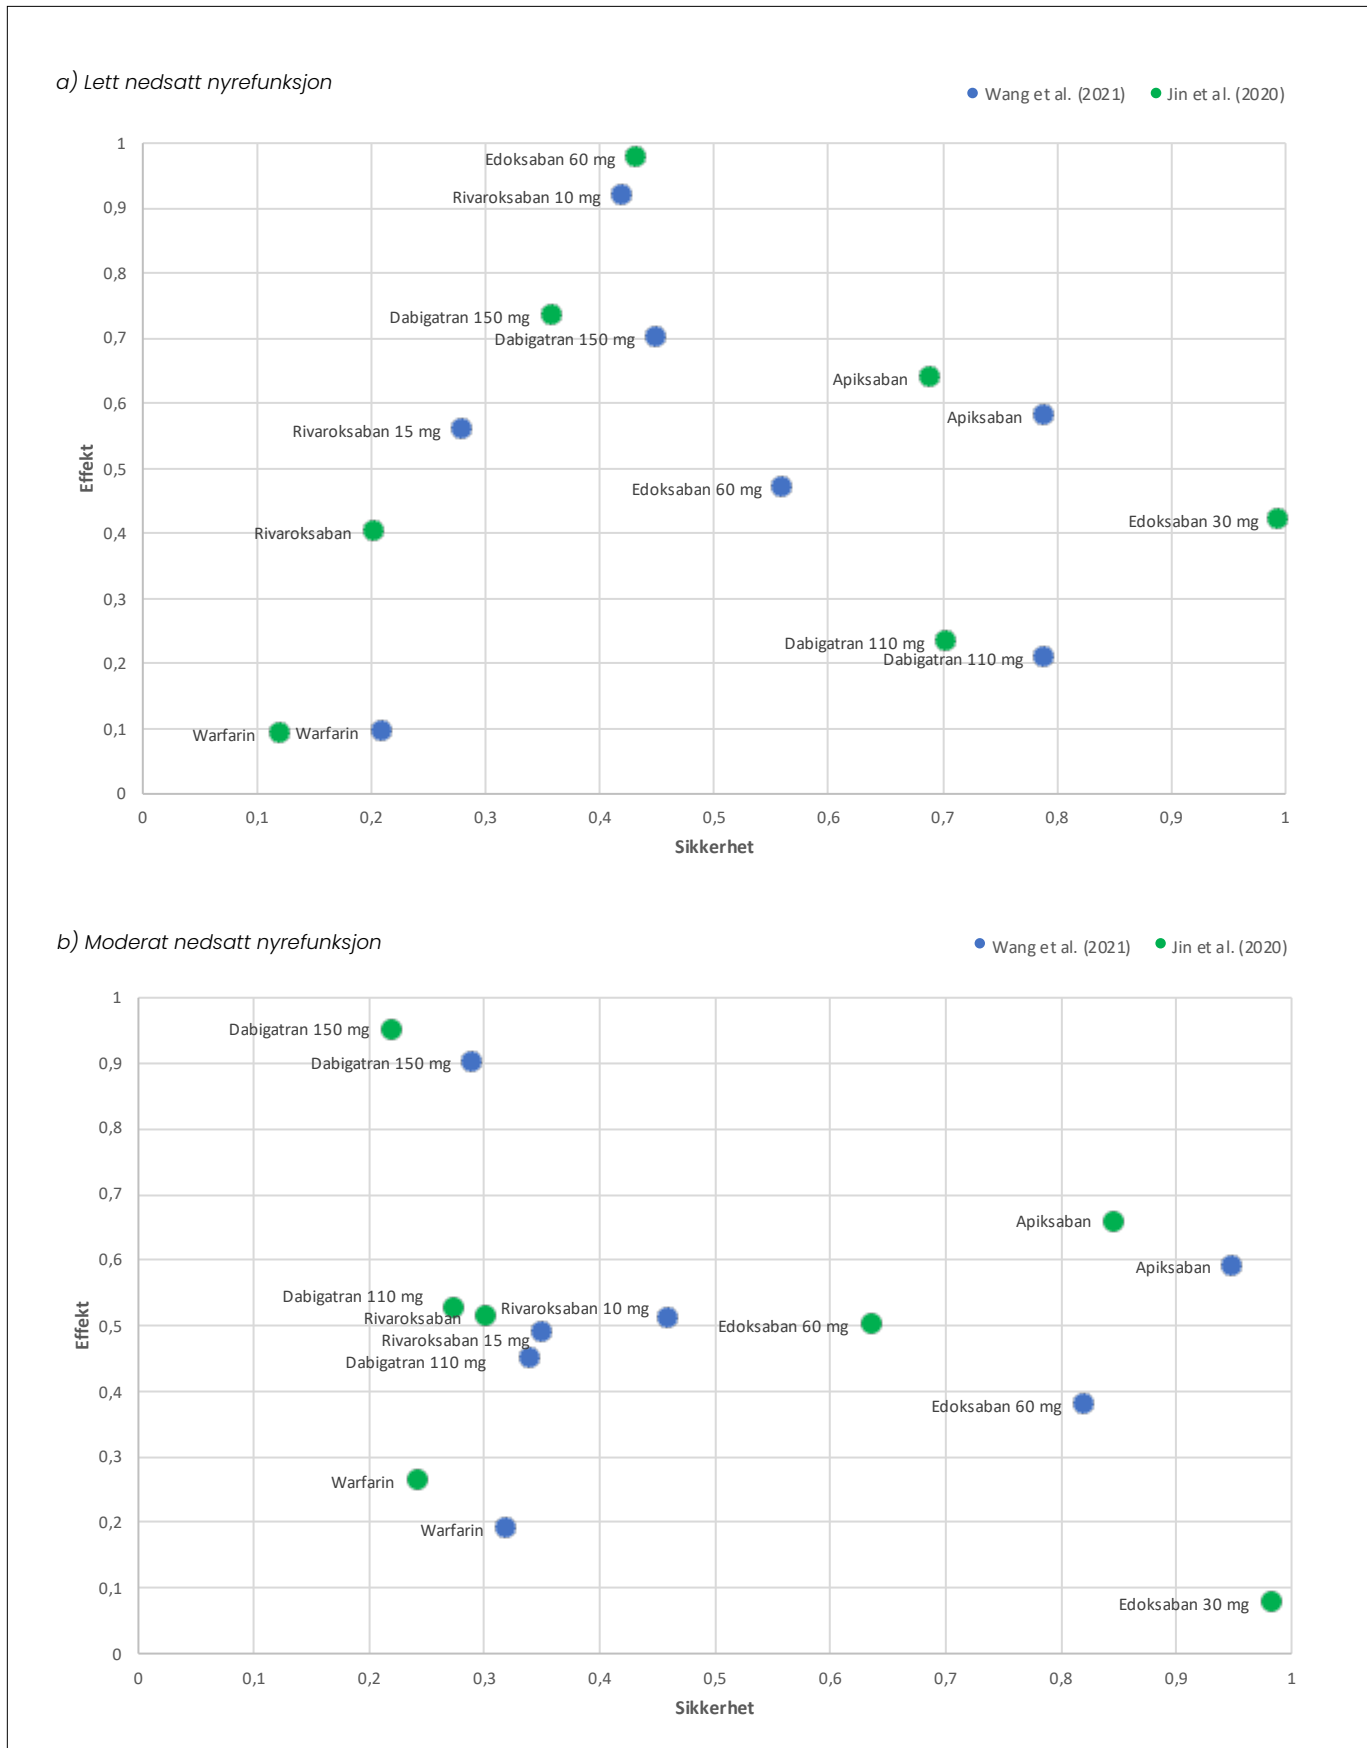 a) Lett nedsatt nyrefunksjon
Wang et al. (2021) Jin et al. (2020)
1
Edoksaban 60 mg
Rivaroksaban 10 mg
0,9
0,8
Dabigatran 150 mg
0,7
Dabigatran 150 mg
Apiksaban
0,6
Apiksaban
Rivaroksaban 15 mg
0,5
Edoksaban 60 mg
Edoksaban 30 mg
0,4
Rivaroksaban
0,3
Dabigatran 110 mg
Dabigatran 110 mg
0,2
0,1
Warfarin
Warfarin
0
Effekt
0 0,1 0,2 0,3 0,4 0,5 0,6 0,7 0,8 0,9 1
Sikkerhet
b) Moderat nedsatt nyrefunksjon
Wang et al. (2021) Jin et al. (2020)
1
Dabigatran 150 mg
Dabigatran 150 mg
0,9
0,8
0,7
Apiksaban
0,6
Apiksaban
Dabigatran 110 mg
Rivaroksaban 10 mg
Rivaroksaban
0,5
Edoksaban 60 mg
Rivaroksaban 15 mg
Dabigatran 110 mg
0,4
Edoksaban 60 mg
0,3
Warfarin
0,2
Warfarin
0,1
Edoksaban 30 mg
0
Effekt
0 0,1 0,2 0,3 0,4 0,5 0,6 0,7 0,8 0,9 1
Sikkerhet